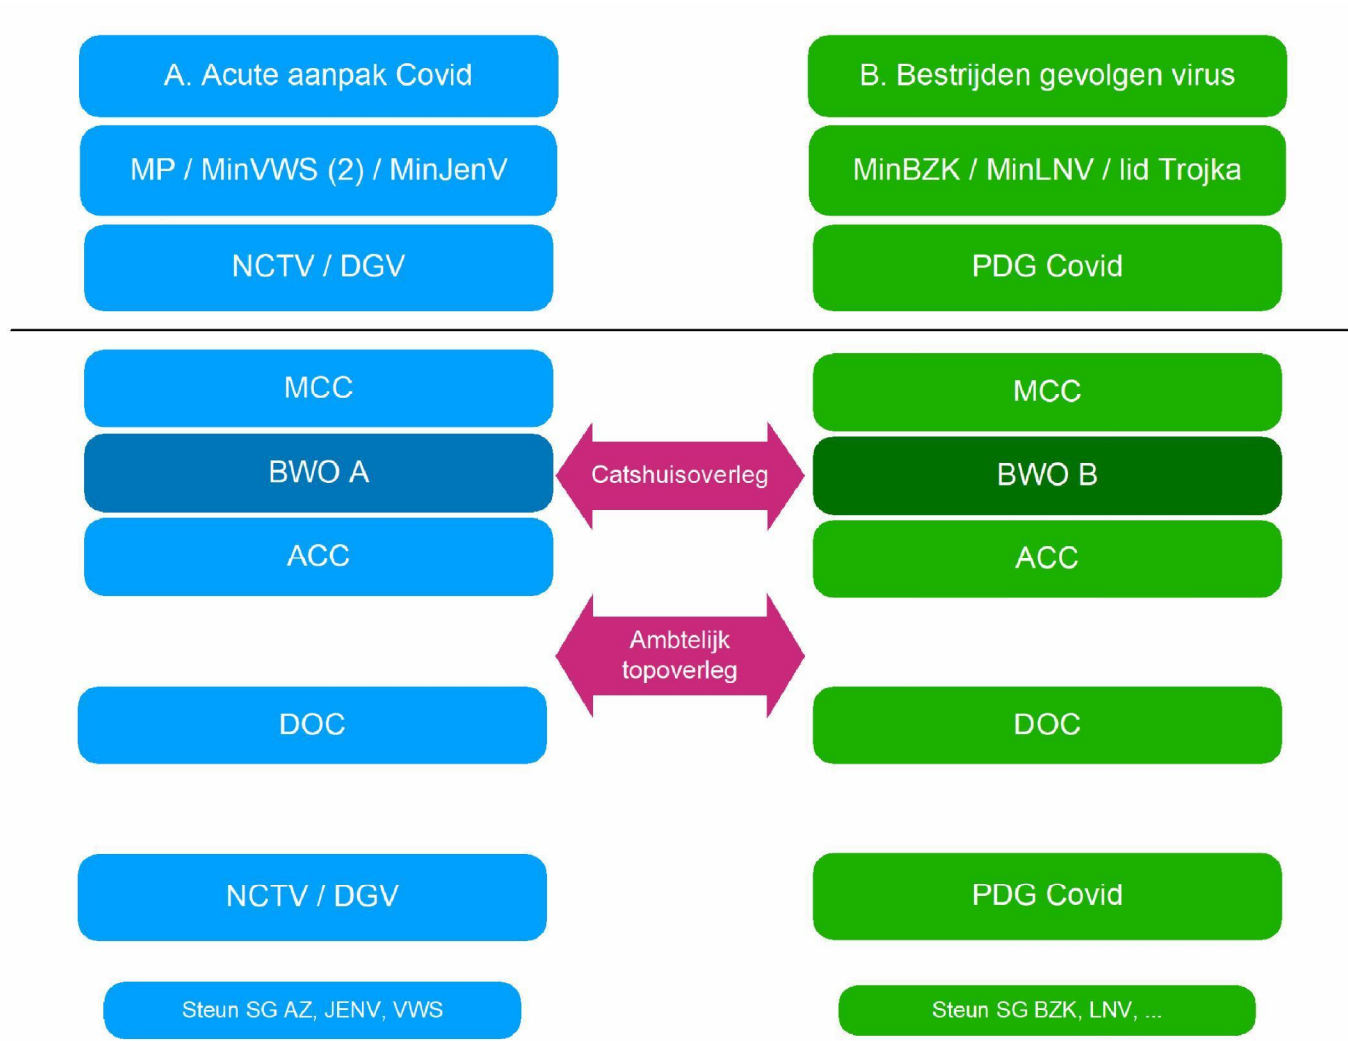 A. Acute aanpak Covid
B. Bestrijden gevolgen virus
MP / MinVWS (2) / MinJenV
MinBZK / MinLNV / lid Trojka
NCTV / DGV
PDG Covid
MCC
MCC
BWO A
Catshuisoverleg
BWO B
ACC
ACC
Ambtelijk
topoverleg
DOC
DOC
NCTV / DGV
PDG Covid
Steun SG AZ, JENV, VWS
Steun SG BZK, LNV, ...